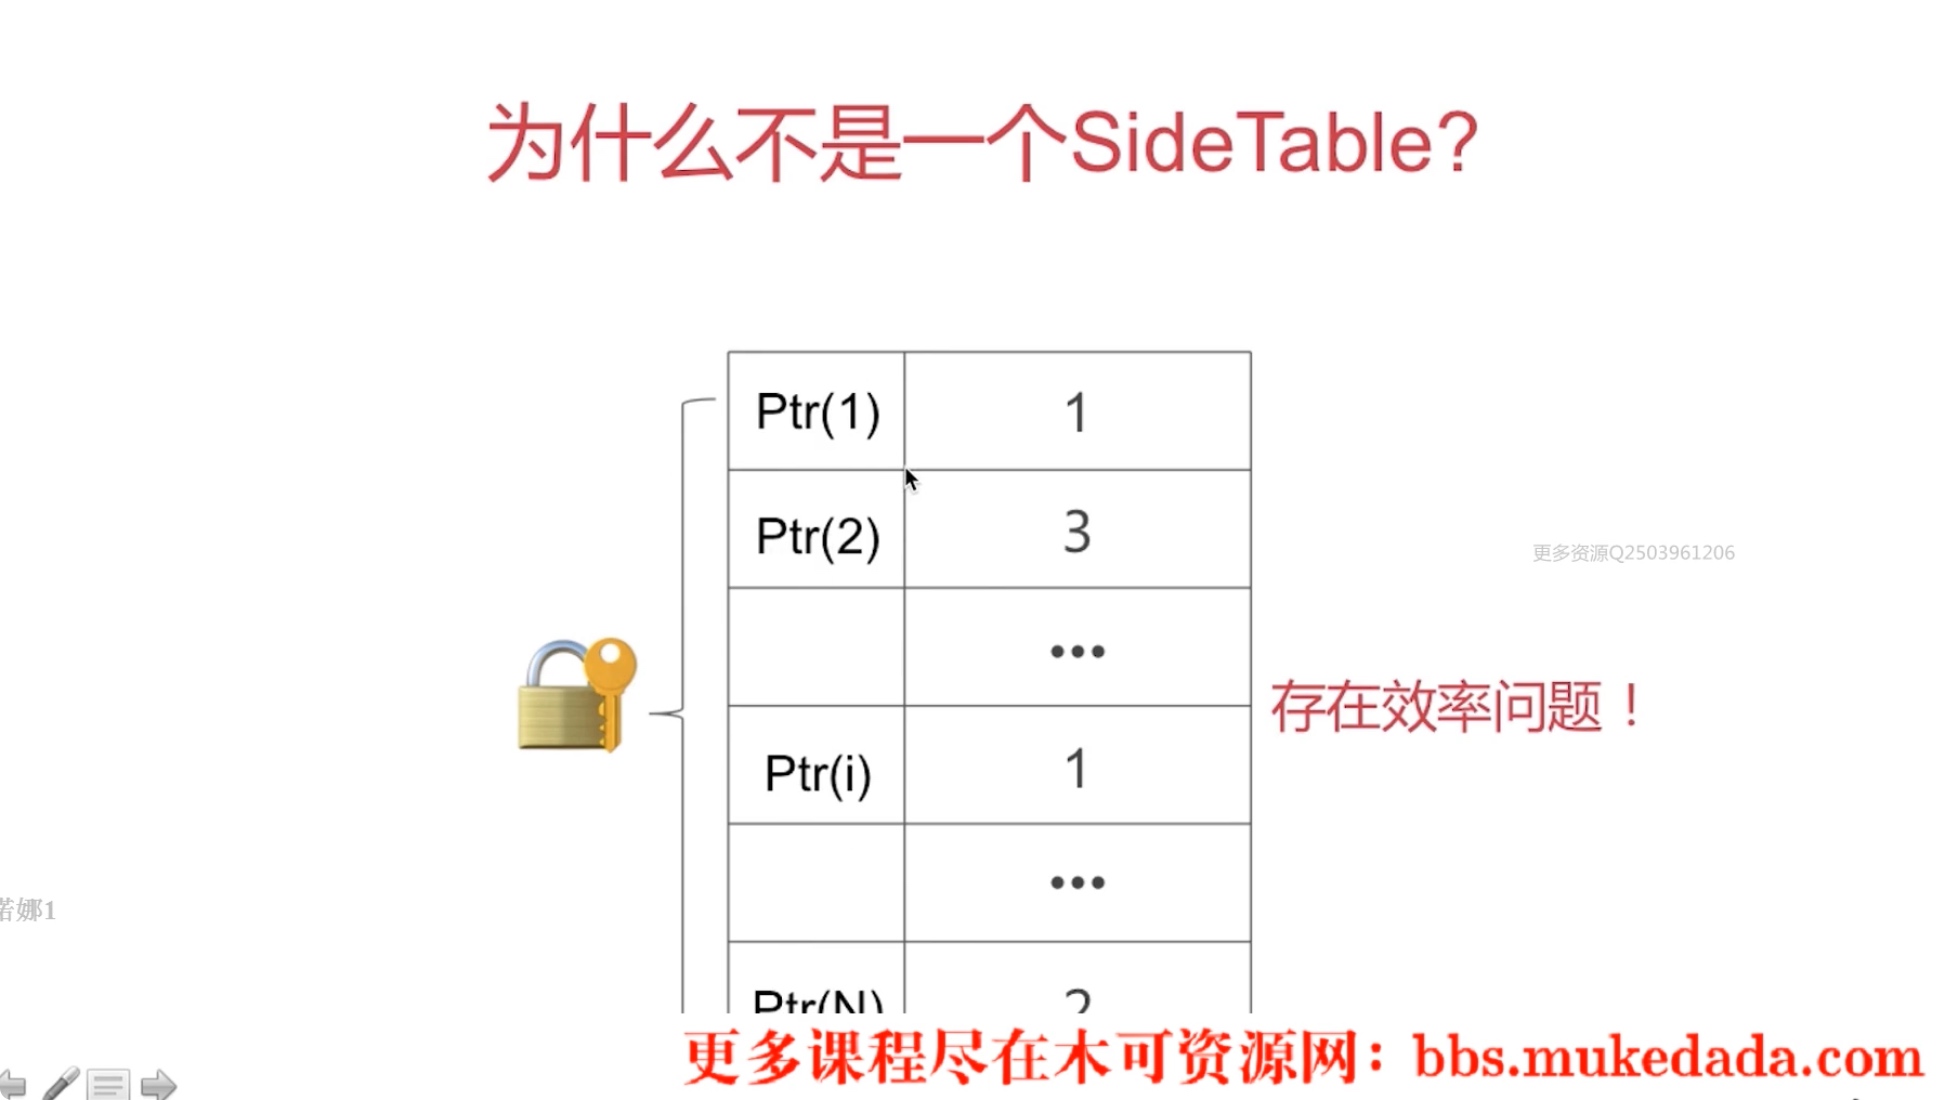 为什么不是一个SideTable?
Ptr(1) 1
Ptr(2) 3
•••
更多资源Q2503961206
存在效率问题！
Ptr(i) 1
•••
诺娜1
Ptr(N) 2
更多课程尽在木可资源网：bbs.mukedada.com